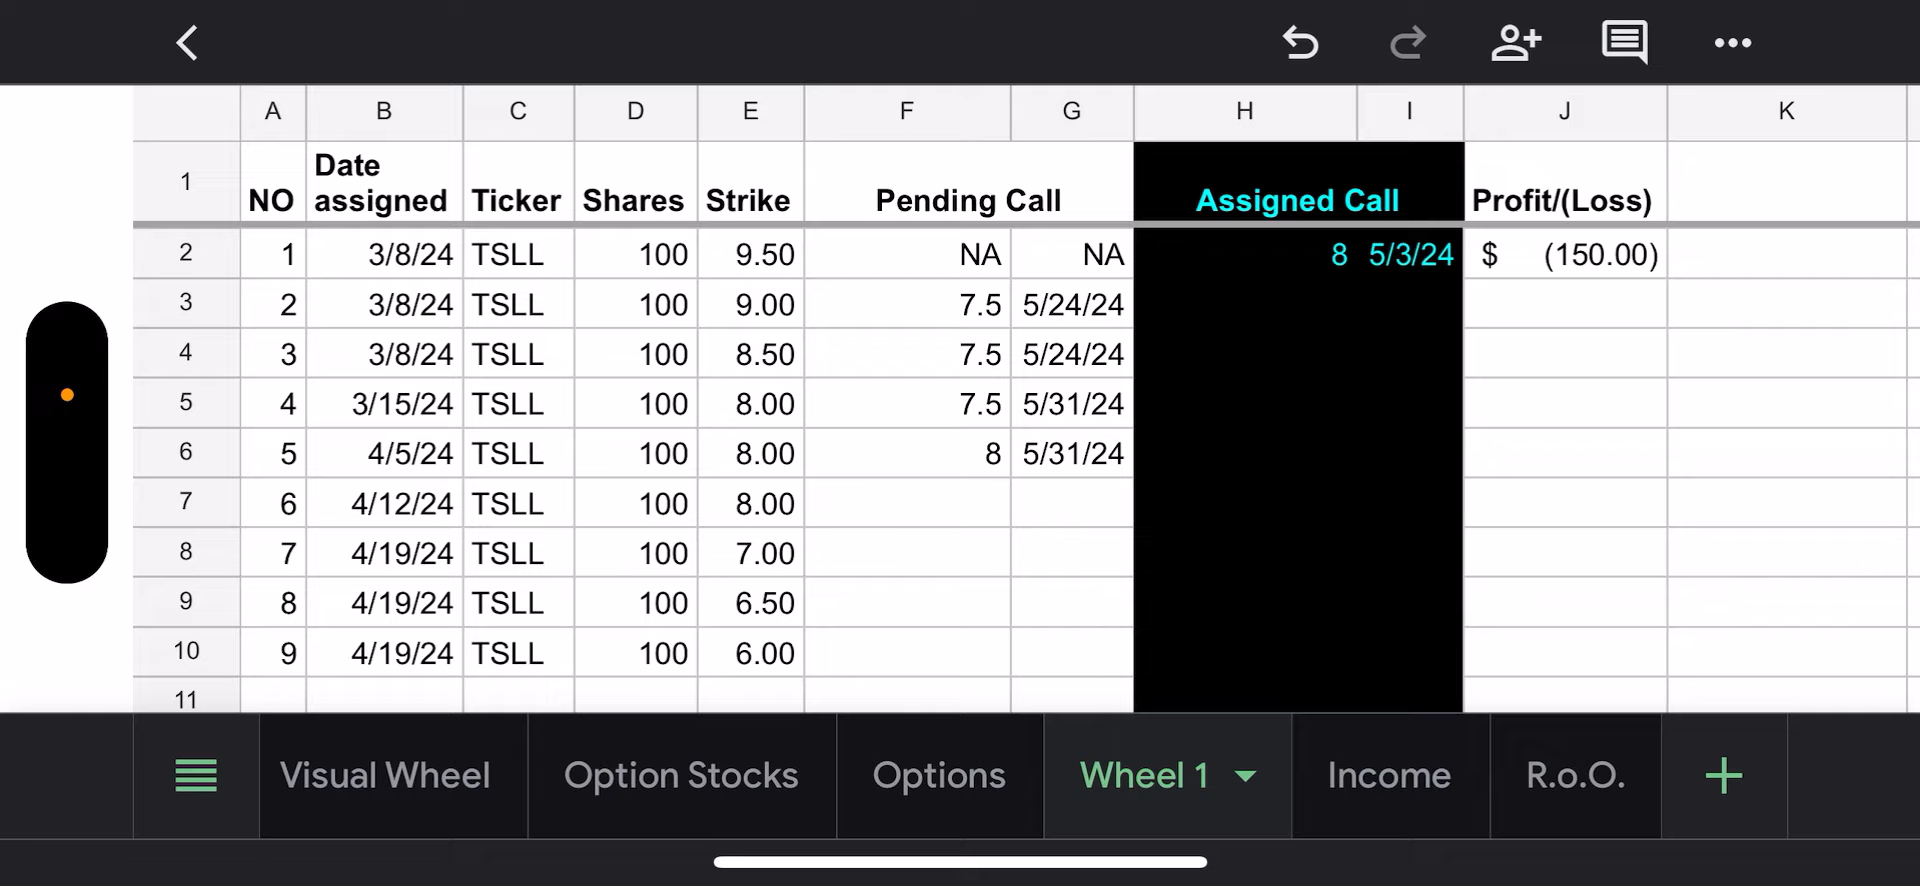 A B C D E F G H I J K
1 NO Date assigned Ticker Shares Strike Pending Call Assigned Call Profit/(Loss)
2 1 3/8/24 TSLL 100 9.50 NA NA 8 5/3/24 $ (150.00)
3 2 3/8/24 TSLL 100 9.00 7.5 5/24/24
4 3 3/8/24 TSLL 100 8.50 7.5 5/24/24
5 4 3/15/24 TSLL 100 8.00 7.5 5/31/24
6 5 4/5/24 TSLL 100 8.00 8 5/31/24
7 6 4/12/24 TSLL 100 8.00
8 7 4/19/24 TSLL 100 7.00
9 8 4/19/24 TSLL 100 6.50
10 9 4/19/24 TSLL 100 6.00
11
Visual Wheel Option Stocks Options Wheel 1 Income R.o.O.